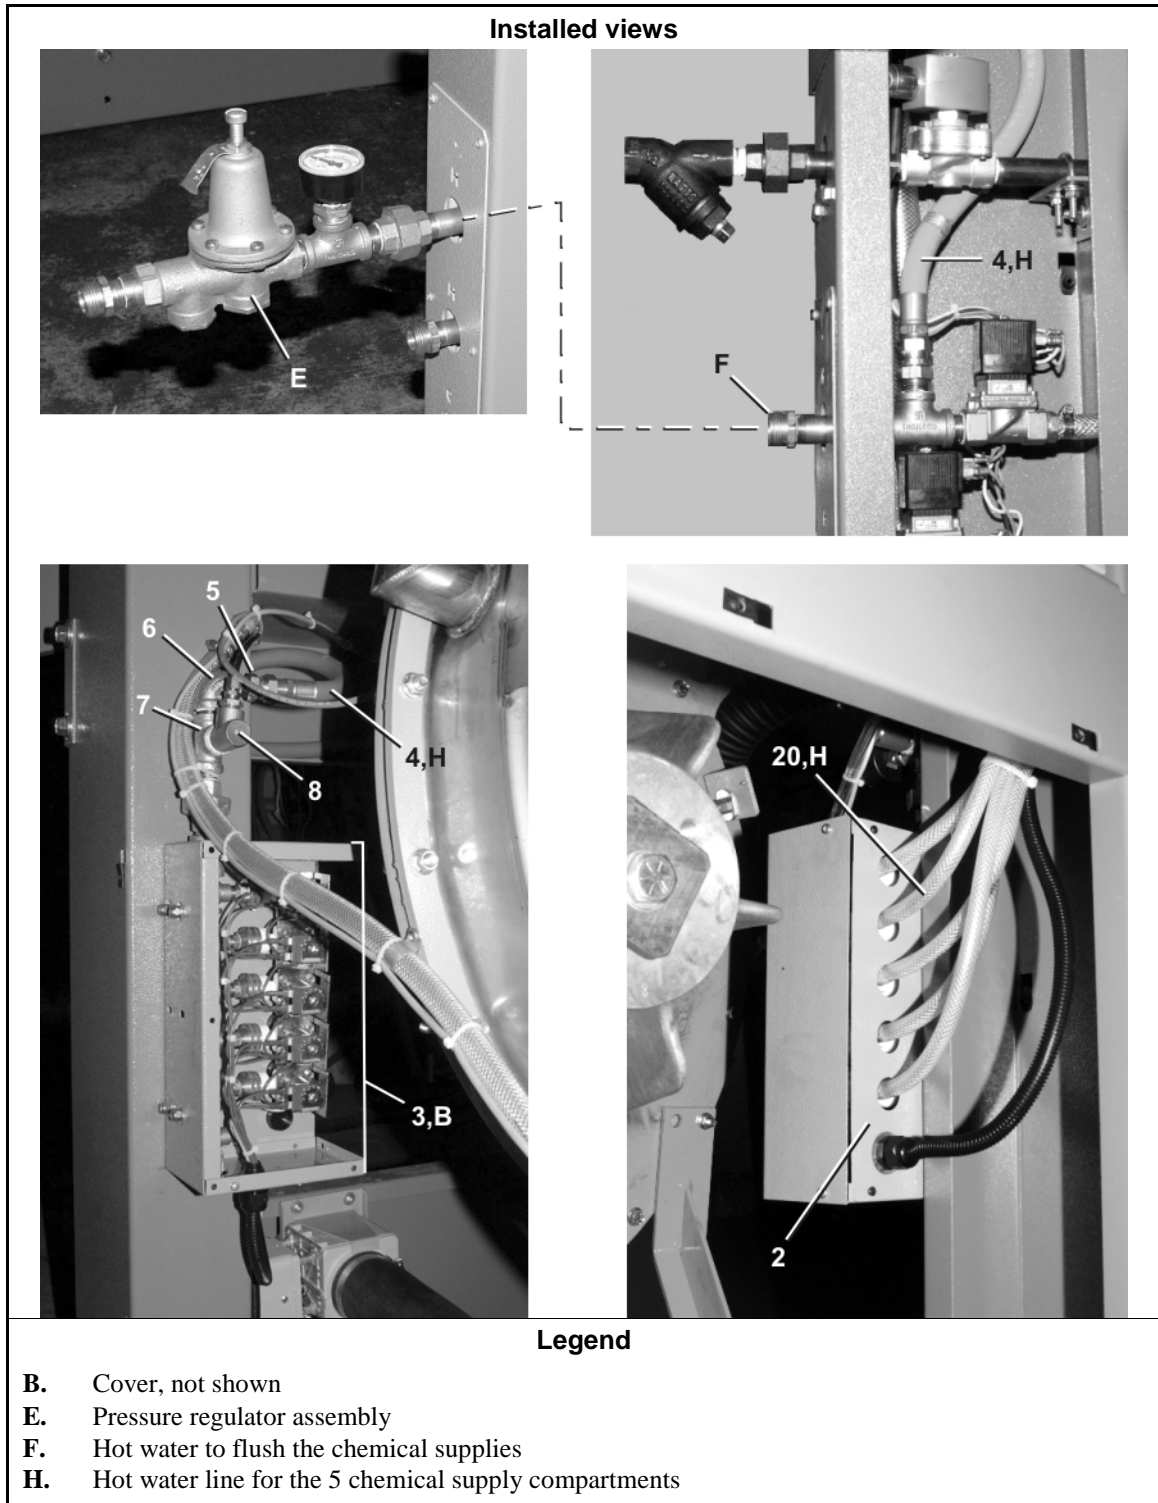 Installed views
E
4,H
F
5
6
7
4,H
8
3,B
20,H
2
Legend
B. Cover, not shown
E. Pressure regulator assembly
F. Hot water to flush the chemical supplies
H. Hot water line for the 5 chemical supply compartments